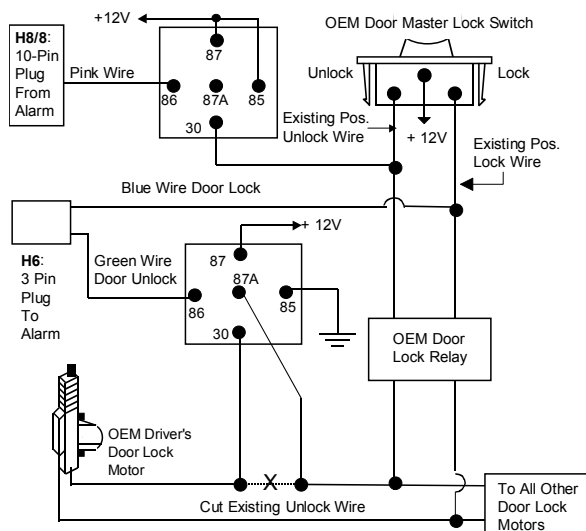 H8/8:
10-Pin
Plug
From
Alarm
Pink Wire
+12V
87
86
87A
85
30
OEM Door Master Lock Switch
Unlock
Lock
+ 12V
Existing Pos.
Unlock Wire
Existing Pos.
Lock Wire
Blue Wire Door Lock
H6:
3 Pin
Plug
To
Alarm
Green Wire
Door Unlock
+ 12V
87
87A
86
85
30
OEM Door
Lock Relay
OEM Driver's
Door Lock
Motor
X
Cut Existing Unlock Wire
To All Other
Door Lock
Motors